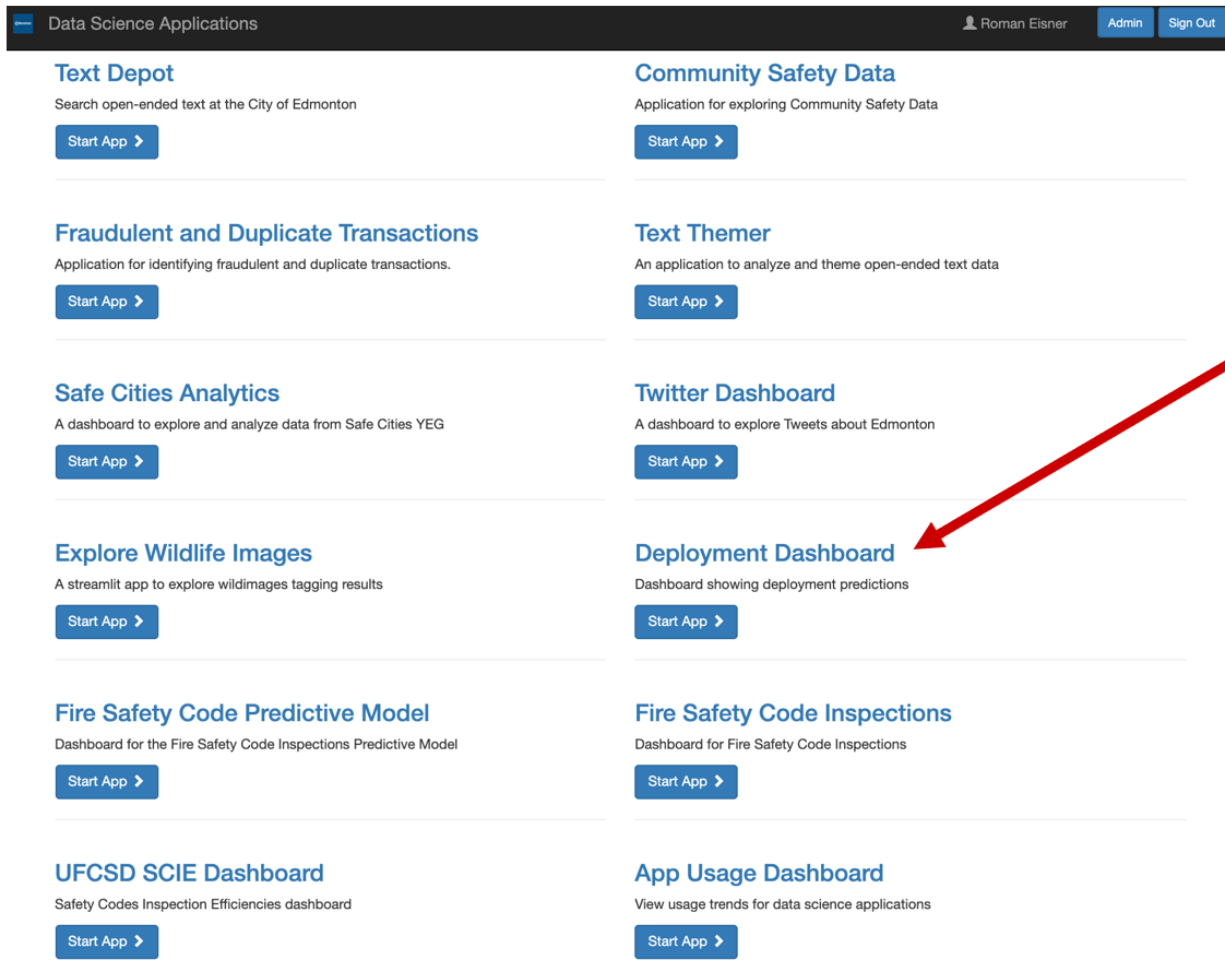 Data Science Applications
Roman Eisner
Admin
Sign Out
Text Depot
Search open-ended text at the City of Edmonton
Start App
Community Safety Data
Application for exploring Community Safety Data
Start App
Fraudulent and Duplicate Transactions
Application for identifying fraudulent and duplicate transactions.
Start App
Text Themer
An application to analyze and theme open-ended text data
Start App
Safe Cities Analytics
A dashboard to explore and analyze data from Safe Cities YEG
Start App
Twitter Dashboard
A dashboard to explore Tweets about Edmonton
Start App
Explore Wildlife Images
A streamlit app to explore wildimages tagging results
Start App
Deployment Dashboard
Dashboard showing deployment predictions
Start App
Fire Safety Code Predictive Model
Dashboard for the Fire Safety Code Inspections Predictive Model
Start App
Fire Safety Code Inspections
Dashboard for Fire Safety Code Inspections
Start App
UFCSD SCIE Dashboard
Safety Codes Inspection Efficiencies dashboard
Start App
App Usage Dashboard
View usage trends for data science applications
Start App